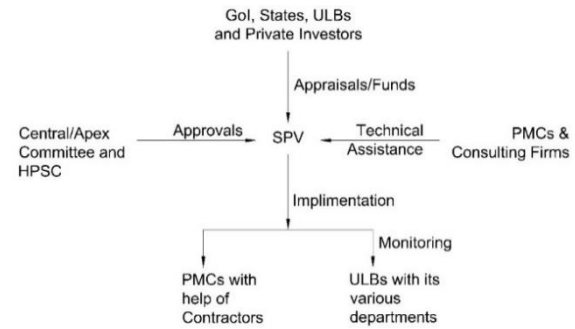 GoI, States, ULBs
and Private Investors
Appraisals/Funds
Central/Apex
Committee and
HPSC
Approvals
SPV
Technical
Assistance
PMCs &
Consulting Firms
Implimentation
Monitoring
PMCs with
help of
Contractors
ULBs with its
various
departments